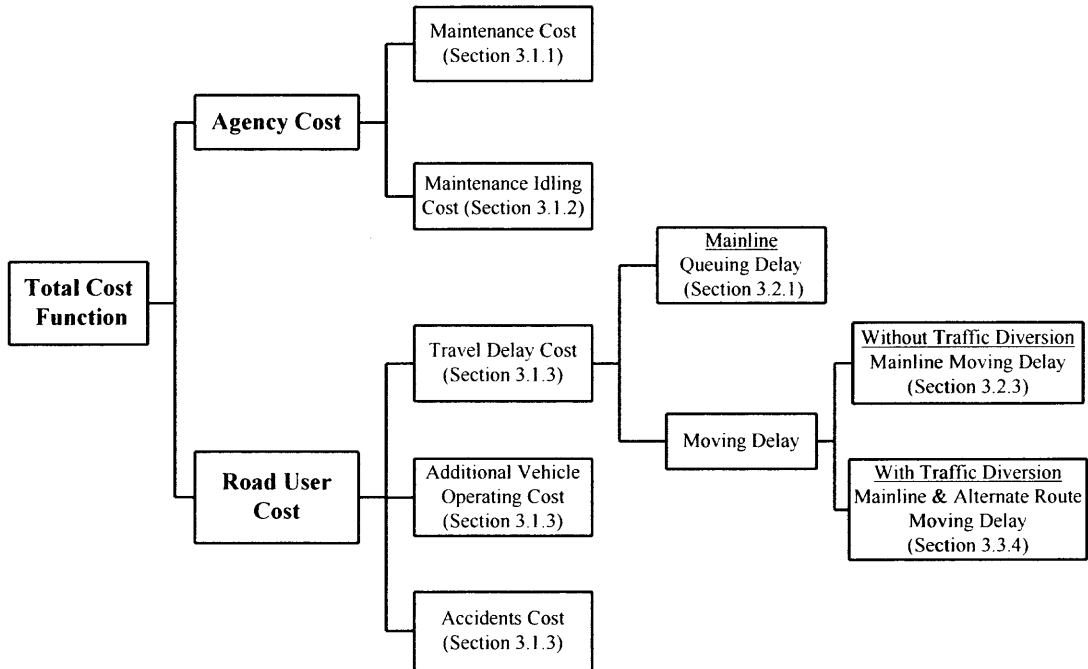 Maintenance Cost
(Section 3.1.1)
Agency Cost
Maintenance Idling
Cost (Section 3.1.2)
Total Cost
Function
Mainline
Queuing Delay
(Section 3.2.1)
Travel Delay Cost
(Section 3.1.3)
Without Traffic Diversion
Mainline Moving Delay
(Section 3.2.3)
Moving Delay
Road User
Cost
Additional Vehicle
Operating Cost
(Section 3.1.3)
With Traffic Diversion
Mainline & Alternate Route
Moving Delay
(Section 3.3.4)
Accidents Cost
(Section 3.1.3)